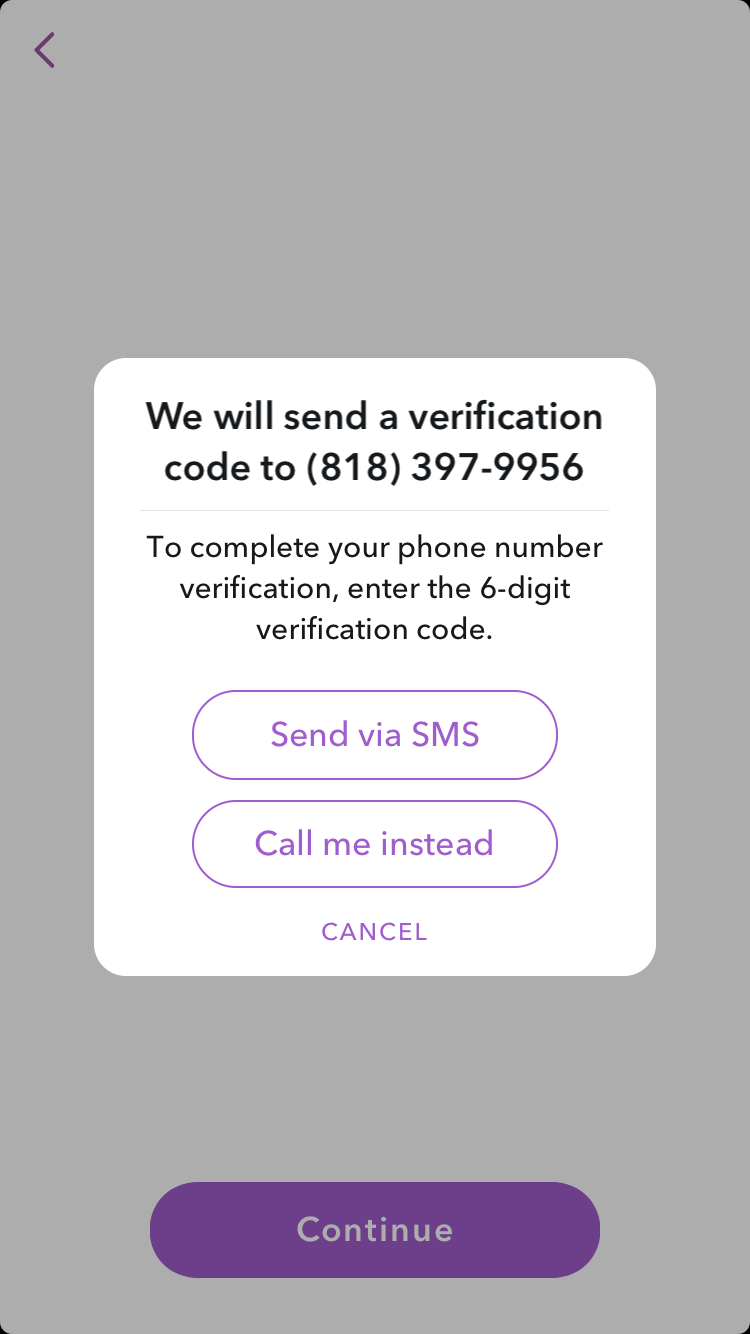 We will send a verification
code to (818) 397-9956
To complete your phone number
verification, enter the 6-digit
verification code.
Send via SMS
Call me instead
CANCEL
Continue